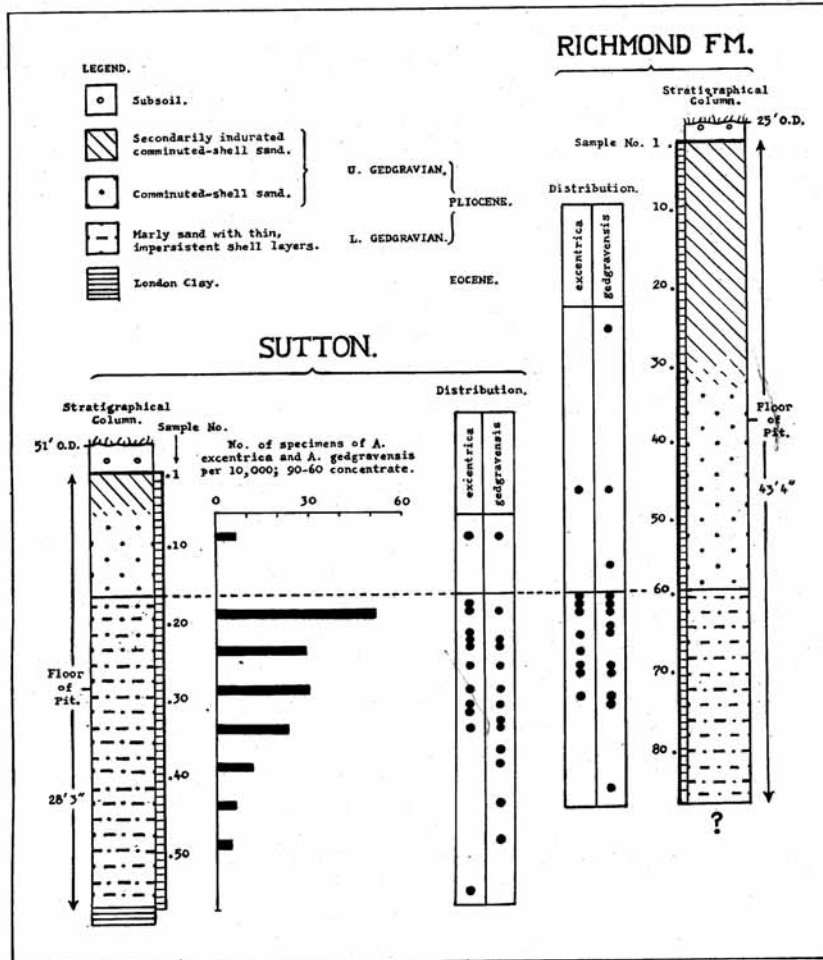 RICHMOND FM.
LEGEND.
Subsoil.
Secondarily indurated
comminuted-shell sand.
Comminuted-shell sand.
Marly sand with thin,
impersistent shell layers.
London Clay.
U. GEDGRAVIAN.
PLIOCENE.
L. GEDGRAVIAN.
EOCENE.
Stratigraphical
Column.
25' O.D.
Sample No. 1
Distribution.
excentrica
gedgravensis
10.
20.
30.
40.
50.
60.
70.
80.
Floor
of
Pit.
43'4"
?
SUTTON.
Stratigraphical
Column.
Sample No.
51' O.D.
.1
.10
.20
.30
.40
.50
Floor
of
Pit.
28'3"
No. of specimens of A.
excentrica and A. gedgravensis
per 10,000; 90-60 concentrate.
0 30 60
Distribution.
excentrica
gedgravensis